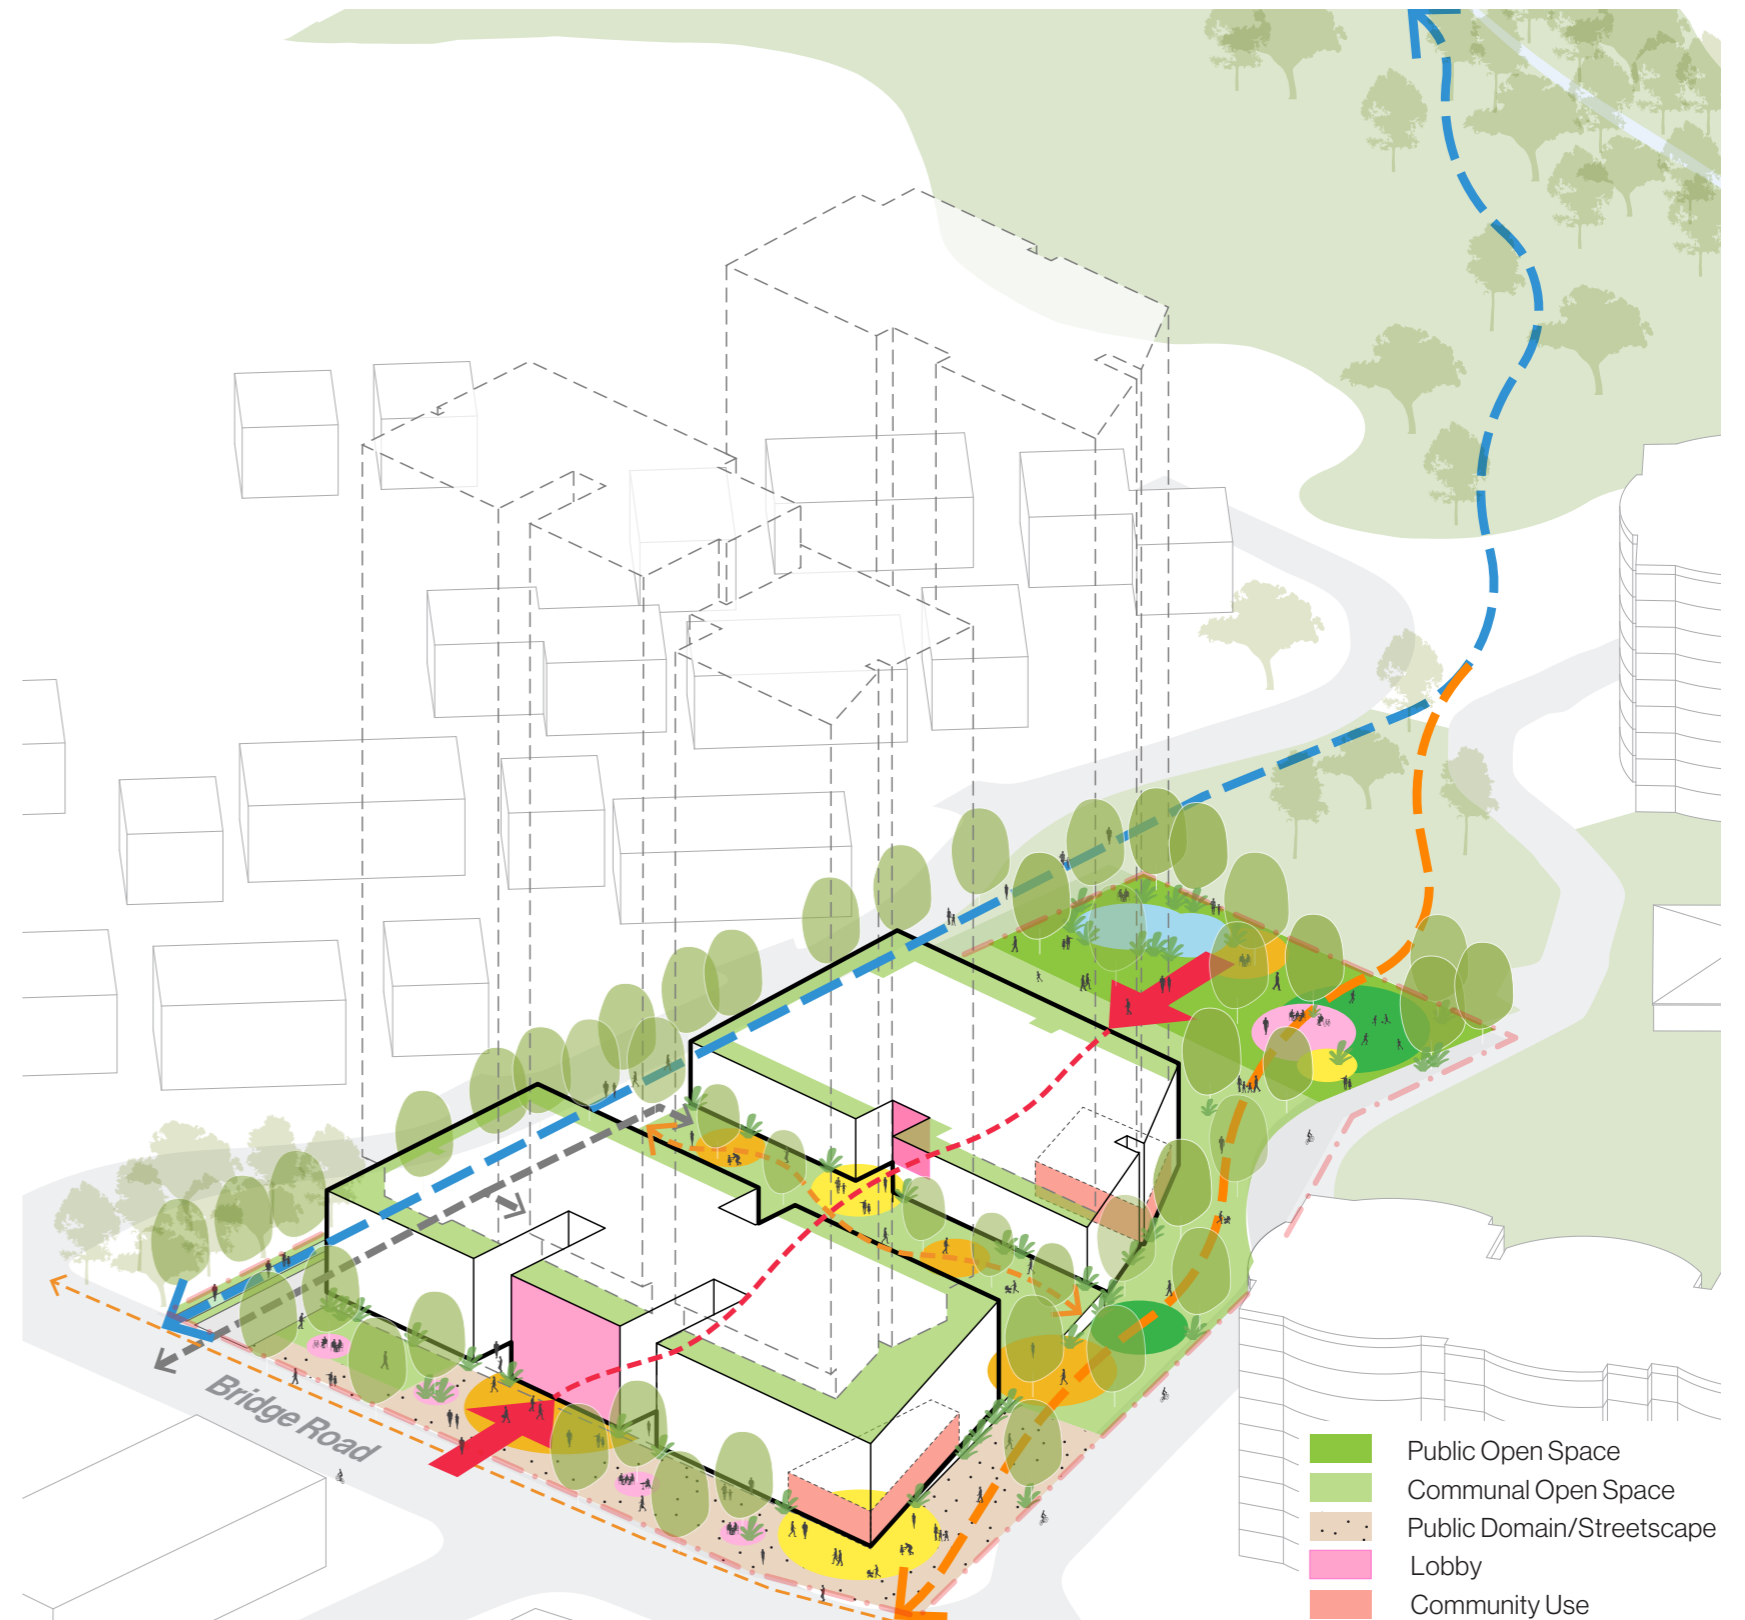 Bridge Road
Public Open Space
Communal Open Space
Public Domain/Streetscape
Lobby
Community Use